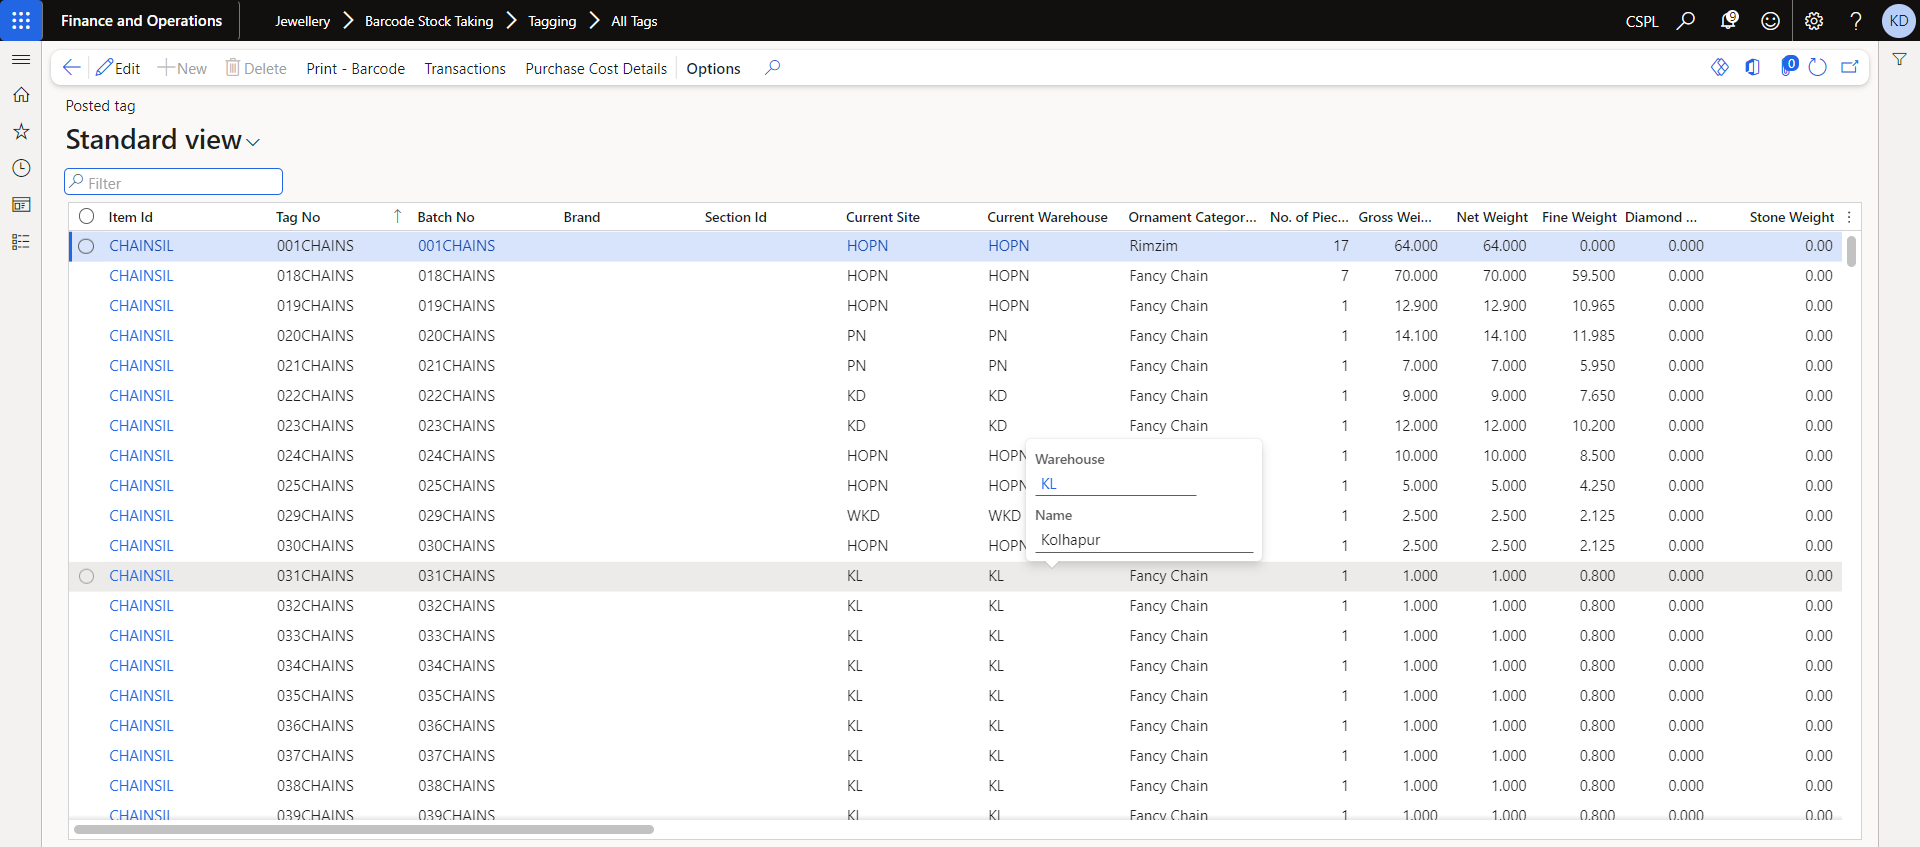 Finance and Operations Jewellery Barcode Stock Taking Tagging All Tags CSPL 9 KD
Edit New Delete Print - Barcode Transactions Purchase Cost Details Options 0
Posted tag
Standard view
Filter
Item Id Tag No Batch No Brand Section Id Current Site Current Warehouse Ornament Categor... No. of Piec... Gross Wei... Net Weight Fine Weight Diamond ... Stone Weight
CHAINSIL 001CHAINS 001CHAINS HOPN HOPN Rimzim 17 64.000 64.000 0.000 0.000 0.00
CHAINSIL 018CHAINS 018CHAINS HOPN HOPN Fancy Chain 7 70.000 70.000 59.500 0.000 0.00
CHAINSIL 019CHAINS 019CHAINS HOPN HOPN Fancy Chain 1 12.900 12.900 10.965 0.000 0.00
CHAINSIL 020CHAINS 020CHAINS PN PN Fancy Chain 1 14.100 14.100 11.985 0.000 0.00
CHAINSIL 021CHAINS 021CHAINS PN PN Fancy Chain 1 7.000 7.000 5.950 0.000 0.00
CHAINSIL 022CHAINS 022CHAINS KD KD Fancy Chain 1 9.000 9.000 7.650 0.000 0.00
CHAINSIL 023CHAINS 023CHAINS KD KD Fancy Chain 1 12.000 12.000 10.200 0.000 0.00
CHAINSIL 024CHAINS 024CHAINS HOPN HOPN 1 10.000 10.000 8.500 0.000 0.00
CHAINSIL 025CHAINS 025CHAINS HOPN HOPN 1 5.000 5.000 4.250 0.000 0.00
CHAINSIL 029CHAINS 029CHAINS WKD WKD 1 2.500 2.500 2.125 0.000 0.00
CHAINSIL 030CHAINS 030CHAINS HOPN HOPN 1 2.500 2.500 2.125 0.000 0.00
Warehouse
KL
Name
Kolhapur
CHAINSIL 031CHAINS 031CHAINS KL KL Fancy Chain 1 1.000 1.000 0.800 0.000 0.00
CHAINSIL 032CHAINS 032CHAINS KL KL Fancy Chain 1 1.000 1.000 0.800 0.000 0.00
CHAINSIL 033CHAINS 033CHAINS KL KL Fancy Chain 1 1.000 1.000 0.800 0.000 0.00
CHAINSIL 034CHAINS 034CHAINS KL KL Fancy Chain 1 1.000 1.000 0.800 0.000 0.00
CHAINSIL 035CHAINS 035CHAINS KL KL Fancy Chain 1 1.000 1.000 0.800 0.000 0.00
CHAINSIL 036CHAINS 036CHAINS KL KL Fancy Chain 1 1.000 1.000 0.800 0.000 0.00
CHAINSIL 037CHAINS 037CHAINS KL KL Fancy Chain 1 1.000 1.000 0.800 0.000 0.00
CHAINSIL 038CHAINS 038CHAINS KL KL Fancy Chain 1 1.000 1.000 0.800 0.000 0.00
CHAINSIL 039CHAINS 039CHAINS KL KL Fancy Chain 1 1.000 1.000 0.800 0.000 0.00